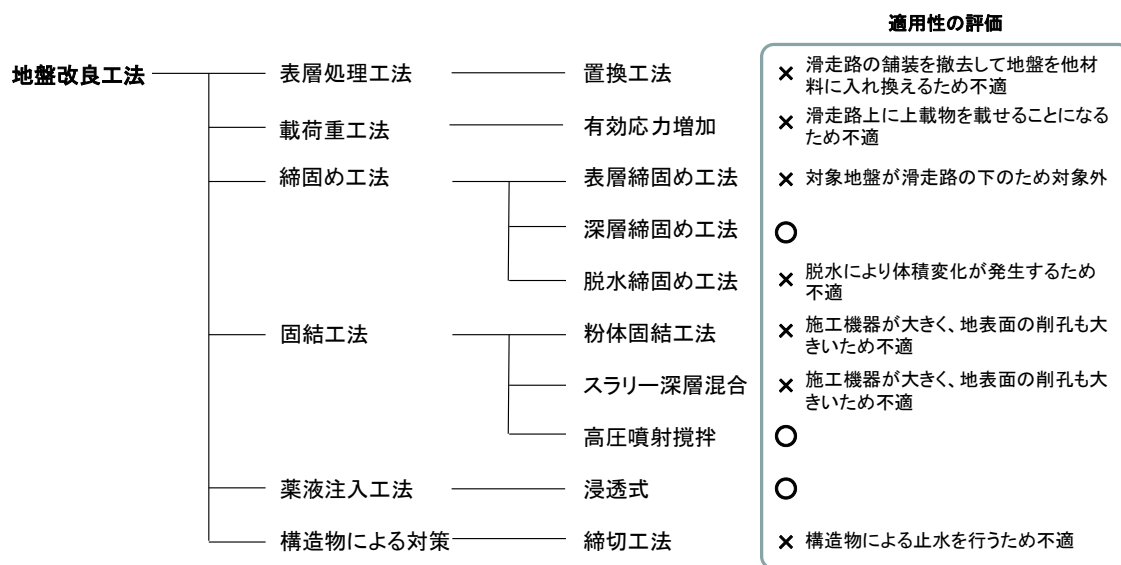 適用性の評価
地盤改良工法
表層処理工法
置換工法
× 滑走路の舗装を撤去して地盤を他材
料に入れ換えるため不適
載荷重工法
有効応力増加
× 滑走路上に上載物を載せることになる
ため不適
締固め工法
表層締固め工法
× 対象地盤が滑走路の下のため対象外
深層締固め工法
○
脱水締固め工法
× 脱水により体積変化が発生するため
不適
固結工法
粉体固結工法
× 施工機器が大きく、地表面の削孔も大
きいため不適
スラリー深層混合
× 施工機器が大きく、地表面の削孔も大
きいため不適
高圧噴射撹拌
○
薬液注入工法
浸透式
○
構造物による対策
締切工法
× 構造物による止水を行うため不適